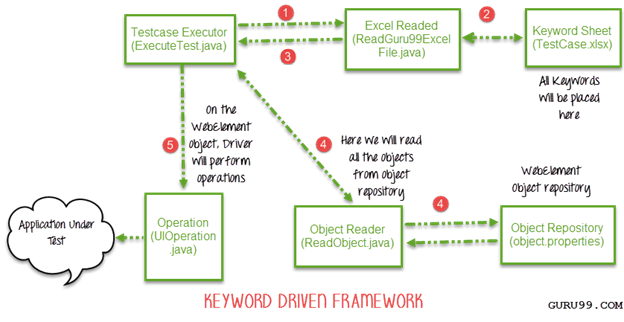 Testcase Executor
(ExecuteTest.java)
1
3
Excel Readed
(ReadGuru99Excel
File.java)
2
Keyword Sheet
(TestCase.xlsx)
All Keywords
Will be placed
here
On the
WebElement
object, Driver
Will perform
operations
5
4
Here We Will read
all the objects
from object
repository
WebElement
Object repository
Application Under
Test
Operation
(UIOperation
.java)
Object Reader
(ReadObject.java)
4
Object Repository
(object.properties)
KEYWORD DRIVEN FRAMEWORK
GURU99.COM